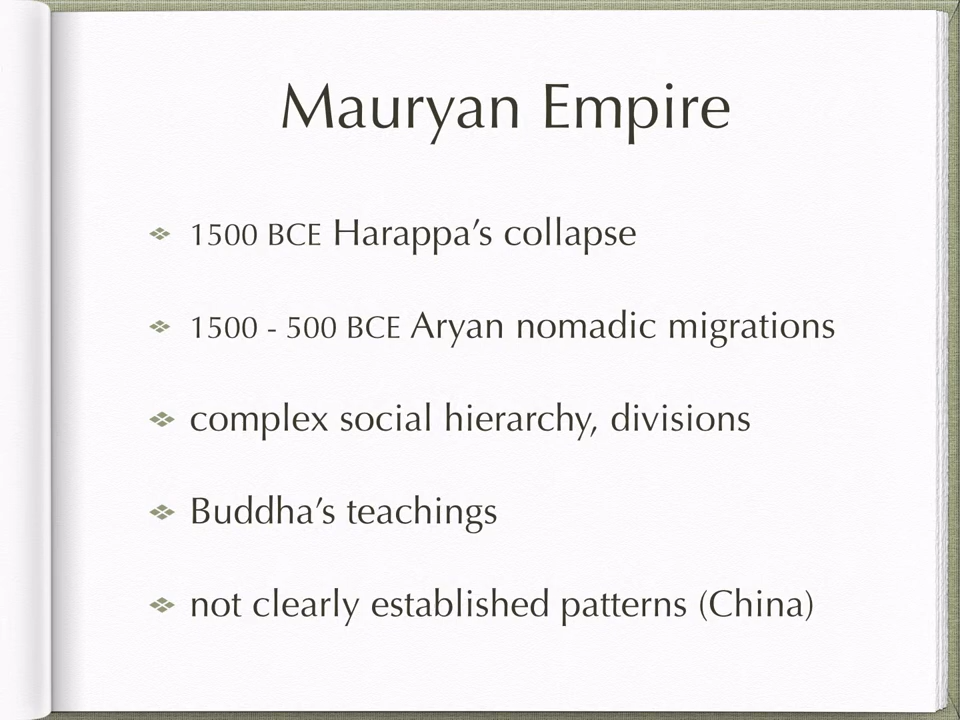 Mauryan Empire
1500 BCE Harappa’s collapse
1500 - 500 BCE Aryan nomadic migrations
complex social hierarchy, divisions
Buddha’s teachings
not clearly established patterns (China)